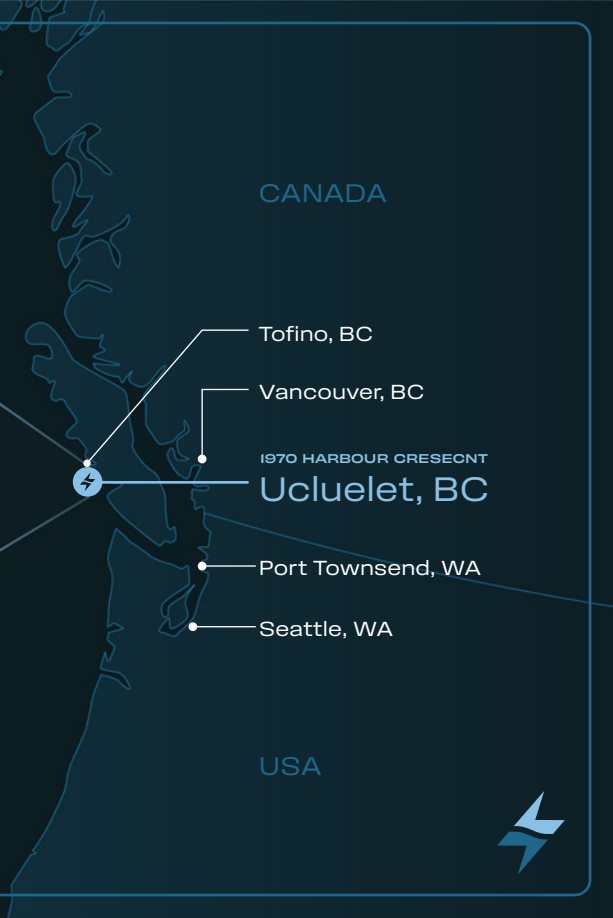 CANADA
Tofino, BC
Vancouver, BC
1970 HARBOUR CRESECNT
Ucluelet, BC
Port Townsend, WA
Seattle, WA
USA